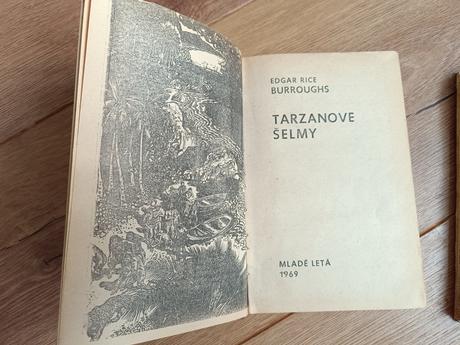 EDGAR RICE
BURROUGHS
TARZANOVE
ŠELMY
MLADÉ LETÁ
1969